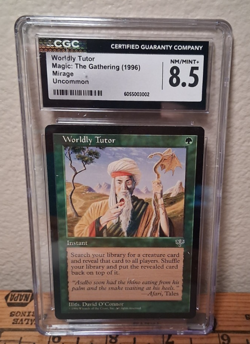 CGC
CERTIFIED GUARANTY COMPANY
Worldly Tutor
Magic: The Gathering (1996)
Mirage
Uncommon
NM/MINT+
8.5
6055003002
Worldly Tutor
Instant
Search your library for a creature card
and reveal that card to all players. Shuffle
your library and put the revealed card
back on top of it.
—Afari, Tales
Illus. David O'Connor